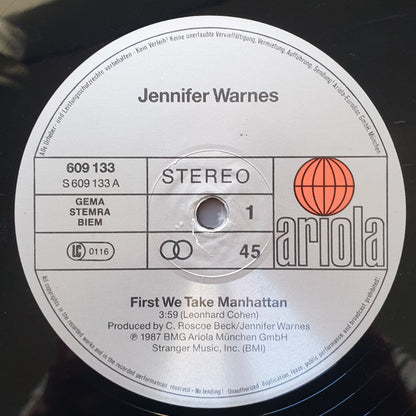 Alle Urheber- und Leistungsschutzrechte vorbehalten - Kein Verleih! Keine unerlaubte Vervielfältigung, Vermietung, Aufführung, Sendung! Ariola-Eurodisc GmbH, München
Jennifer Warnes
609 133
S 609 133 A
STEREO
GEMA
STEMRA
BIEM
1
LC 0116
45
ariola
First We Take Manhattan
3:59 (Leonhard Cohen)
Produced by C. Roscoe Beck/Jennifer Warnes
℗ 1987 BMG Ariola München GmbH
Stranger Music, Inc. (BMI)
All copyrights in the recorder works and in the recorded performances reserved – No lending! Unauthorized duplication, lease, public performance and broadcast prohibited!